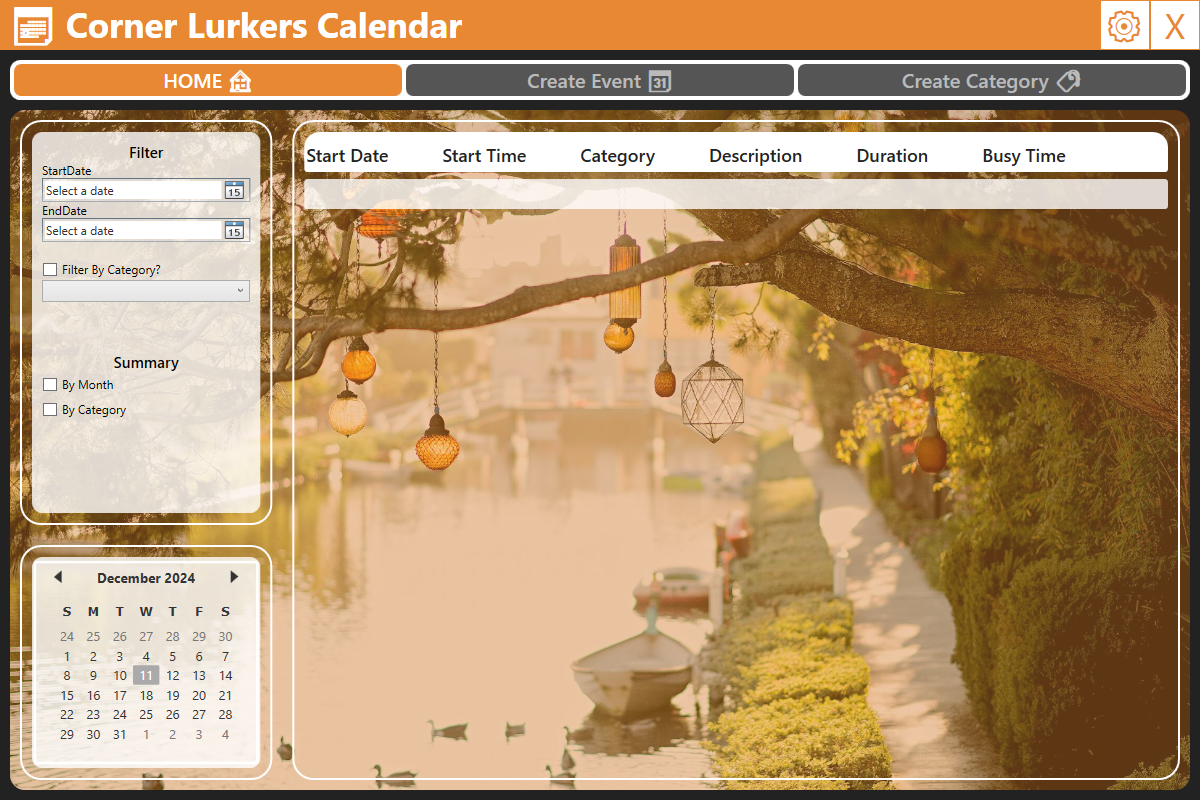 Corner Lurkers Calendar
X
HOME
Create Event 31
Create Category
Filter
StartDate
Select a date 15
EndDate
Select a date 15
Filter By Category?
Summary
By Month
By Category
Start Date Start Time Category Description Duration Busy Time
December 2024
S M T W T F S
24 25 26 27 28 29 30
1 2 3 4 5 6 7
8 9 10 11 12 13 14
15 16 17 18 19 20 21
22 23 24 25 26 27 28
29 30 31 1 2 3 4